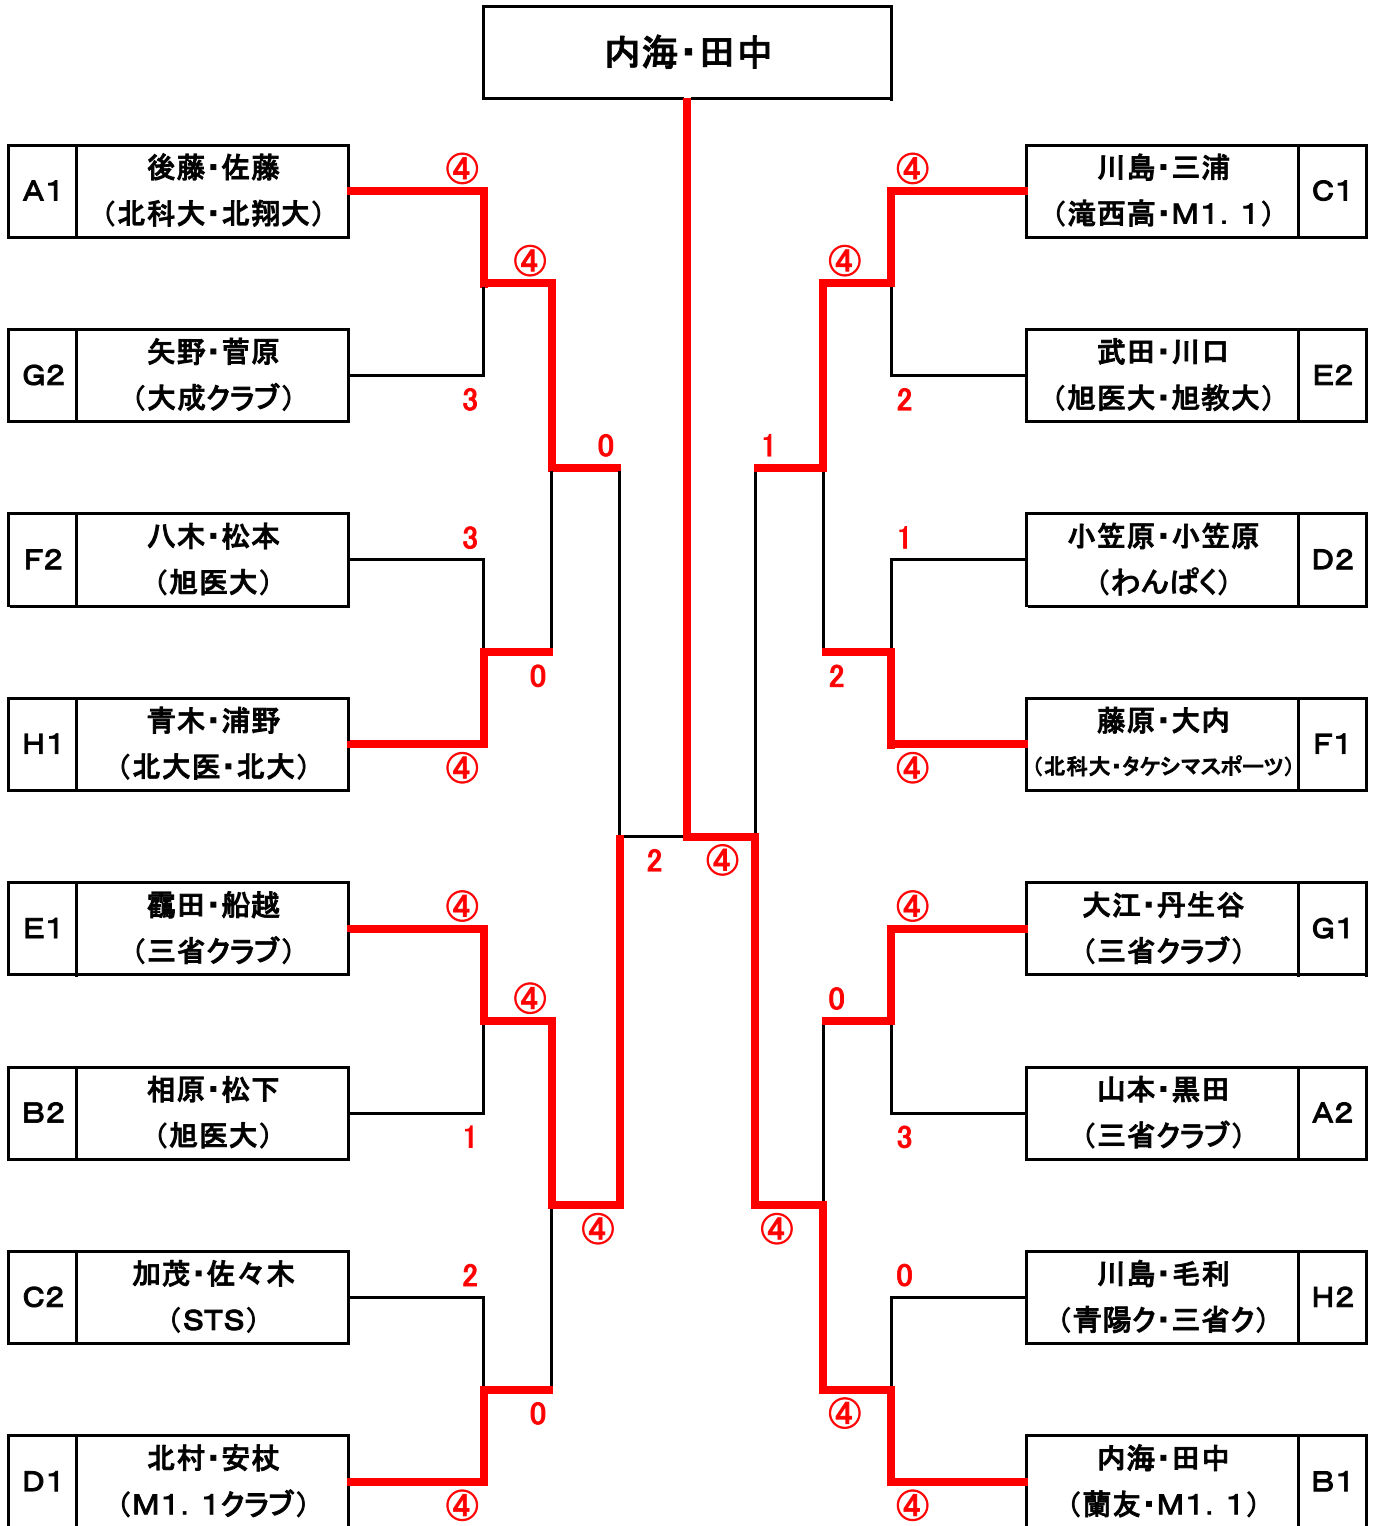 内海・田中
A1
後藤・佐藤
(北科大・北翔大)
④
④
川島・三浦
(滝西高・M1.1)
C1
④
④
G2
矢野・菅原
(大成クラブ)
3
武田・川口
(旭医大・旭教大)
E2
2
0
1
F2
八木・松本
(旭医大)
3
1
小笠原・小笠原
(わんぱく)
D2
0
2
H1
青木・浦野
(北大医・北大)
④
④
藤原・大内
(北科大・タケシマスポーツ)
F1
2
④
E1
靍田・船越
(三省クラブ)
④
④
大江・丹生谷
(三省クラブ)
G1
④
0
B2
相原・松下
(旭医大)
1
3
山本・黒田
(三省クラブ)
A2
④
④
C2
加茂・佐々木
(STS)
2
0
川島・毛利
(青陽ク・三省ク)
H2
0
④
D1
北村・安杖
(M1.1クラブ)
④
④
内海・田中
(蘭友・M1.1)
B1